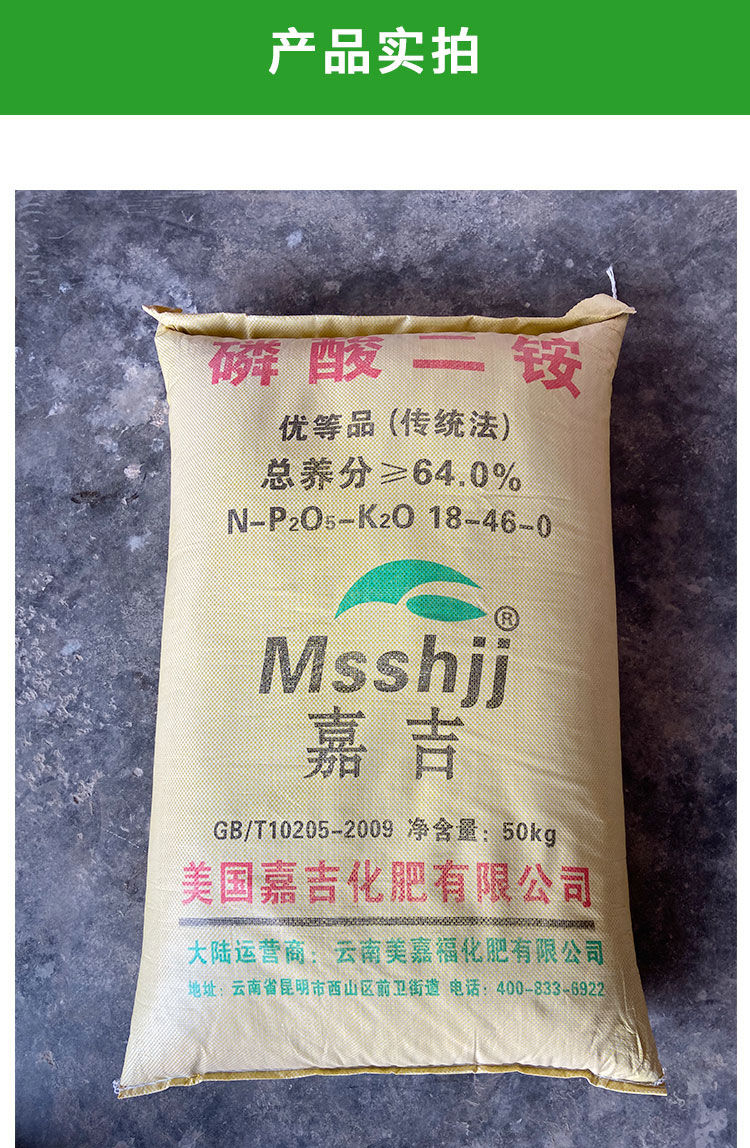 产品实拍
磷酸二铵
优等品(传统法)
总养分≥64.0%
N-P₂O₅-K₂O 18-46-0
Msshjj®
嘉吉
GB/T10205-2009 净含量:50kg
美国嘉吉化肥有限公司
大陆运营商:云南美嘉福化肥有限公司
地址:云南省昆明市西山区前卫街道 电话:400-833-6922